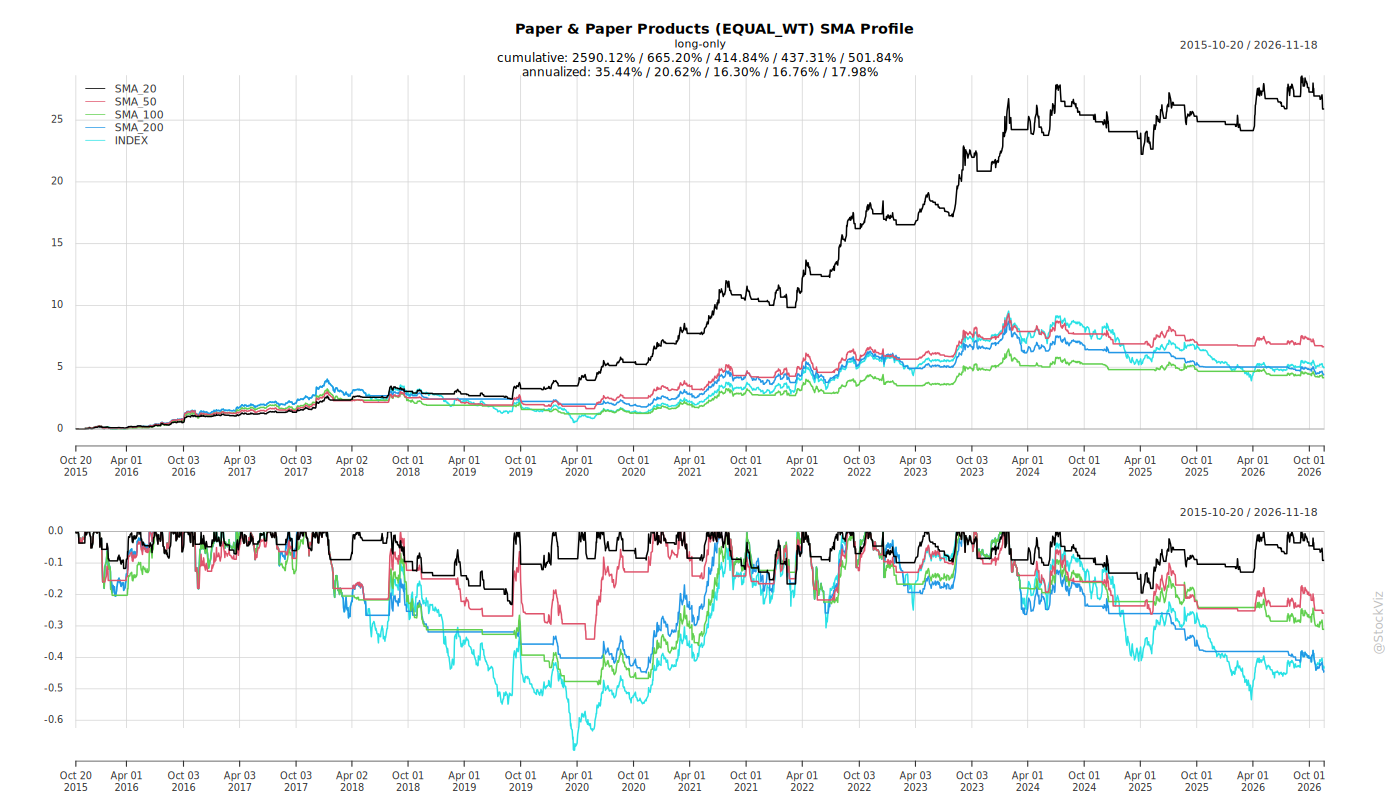 Paper & Paper Products (EQUAL_WT) SMA Profile
long-only
cumulative: 2590.12% / 665.20% / 414.84% / 437.31% / 501.84%
annualized: 35.44% / 20.62% / 16.30% / 16.76% / 17.98%
2015-10-20 / 2026-11-18
SMA_20
SMA_50
SMA_100
SMA_200
INDEX
25
20
15
10
5
0
Oct 20 Apr 01 Oct 03 Apr 03 Oct 03 Apr 02 Oct 01 Apr 01 Oct 01 Apr 01 Oct 01 Apr 01 Oct 01 Apr 01 Oct 03 Apr 03 Oct 03 Apr 01 Oct 01 Apr 01 Oct 01 Apr 01 Oct 01
2015 2016 2016 2017 2017 2018 2018 2019 2019 2020 2020 2021 2021 2022 2022 2023 2023 2024 2024 2025 2025 2026 2026
2015-10-20 / 2026-11-18
0.0
-0.1
-0.2
-0.3
-0.4
-0.5
-0.6
Oct 20 Apr 01 Oct 03 Apr 03 Oct 03 Apr 02 Oct 01 Apr 01 Oct 01 Apr 01 Oct 01 Apr 01 Oct 01 Apr 01 Oct 03 Apr 03 Oct 03 Apr 01 Oct 01 Apr 01 Oct 01 Apr 01 Oct 01
2015 2016 2016 2017 2017 2018 2018 2019 2019 2020 2020 2021 2021 2022 2022 2023 2023 2024 2024 2025 2025 2026 2026
@StockViz